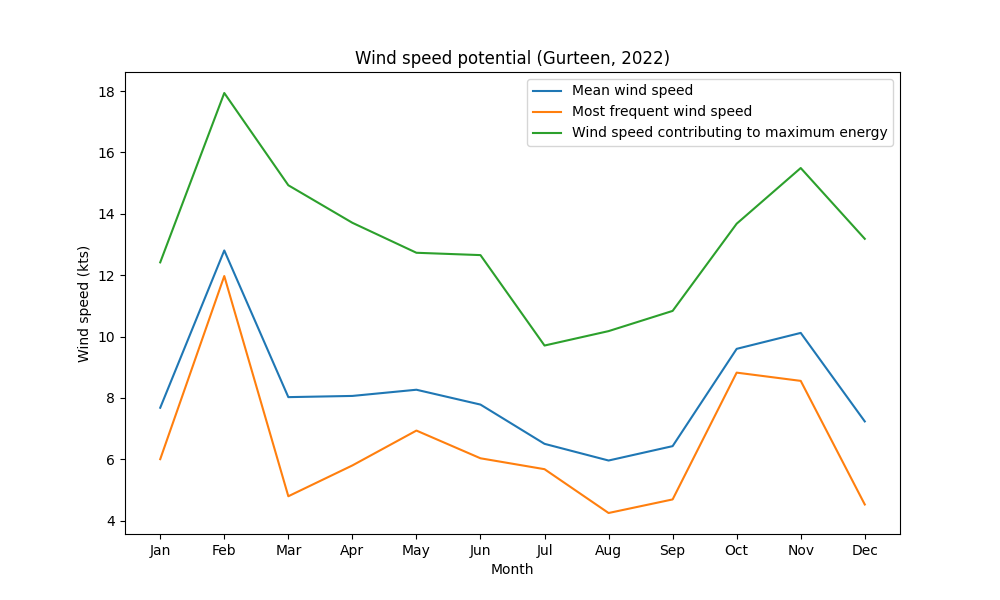 Wind speed potential (Gurteen, 2022)
Mean wind speed
Most frequent wind speed
Wind speed contributing to maximum energy
Wind speed (kts)
18
16
14
12
10
8
6
4
Jan Feb Mar Apr May Jun Jul Aug Sep Oct Nov Dec
Month